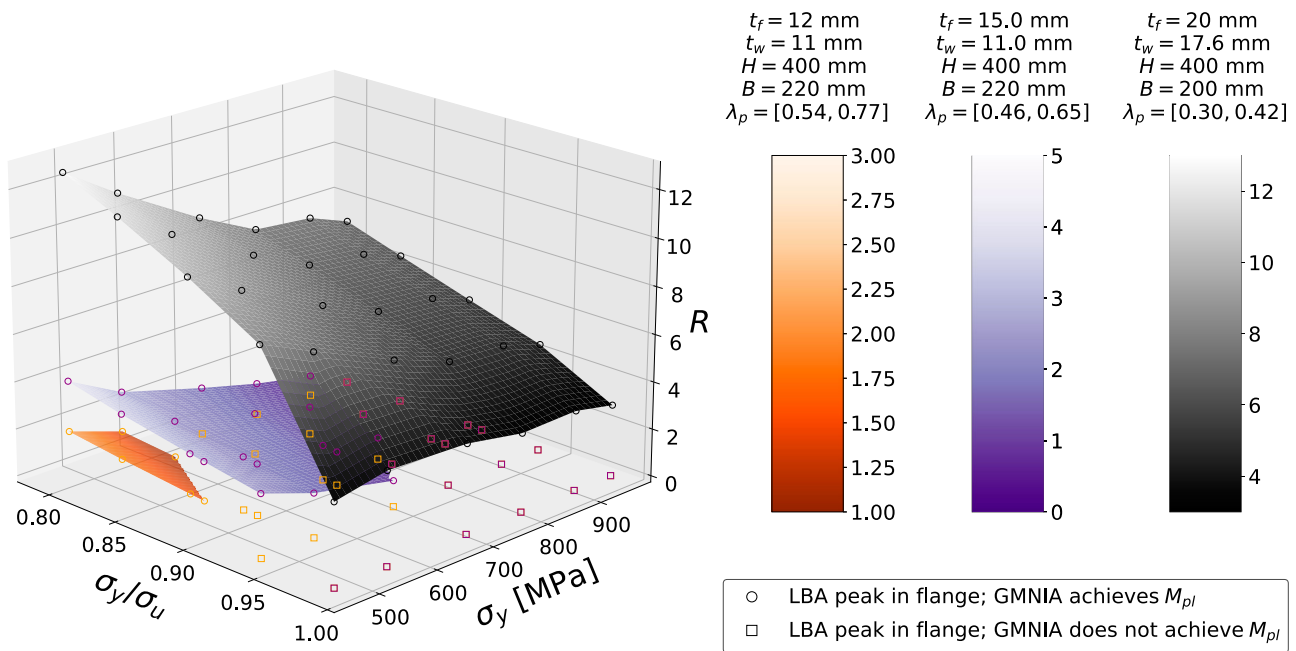 t_f = 12 mm
t_w = 11 mm
H = 400 mm
B = 220 mm
λ_p = [0.54, 0.77]
t_f = 15.0 mm
t_w = 11.0 mm
H = 400 mm
B = 220 mm
λ_p = [0.46, 0.65]
t_f = 20 mm
t_w = 17.6 mm
H = 400 mm
B = 200 mm
λ_p = [0.30, 0.42]
12
10
8
6
4
2
0
R
0.80
0.85
0.90
0.95
1.00
σ_y/σ_u
500
600
700
800
900
σ_y [MPa]
3.00
2.75
2.50
2.25
2.00
1.75
1.50
1.25
1.00
5
4
3
2
1
0
12
10
8
6
4
LBA peak in flange; GMNIA achieves M_pl
LBA peak in flange; GMNIA does not achieve M_pl